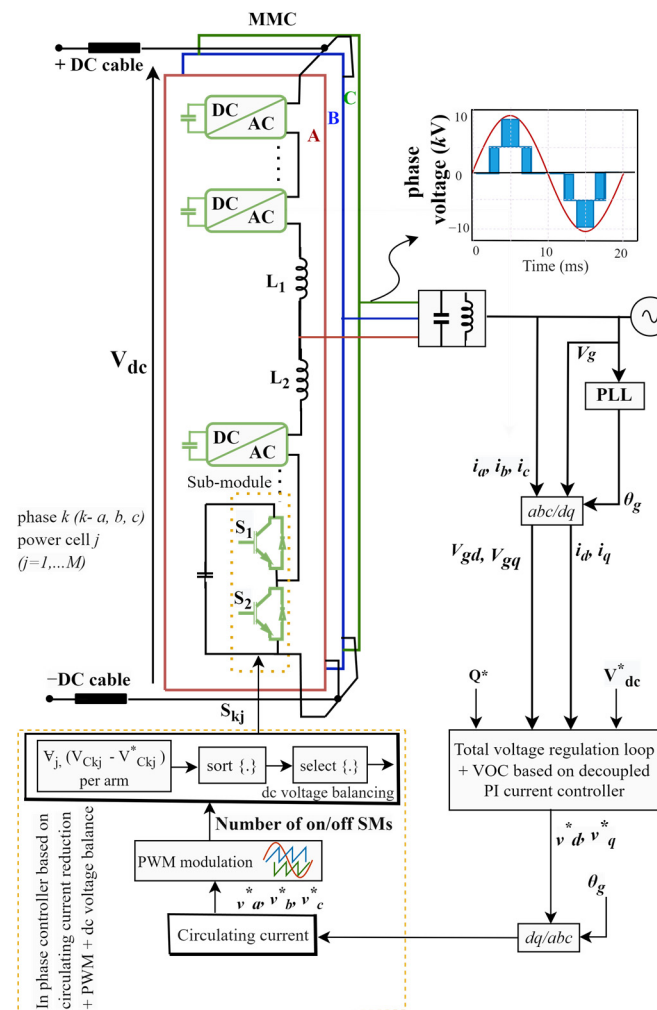 MMC
+ DC cable
C
B
A
DC
AC
DC
AC
L1
L2
Vdc
DC
AC
Sub-module
phase k (k- a, b, c)
power cell j
(j=1,...M)
S1
S2
−DC cable
Skj
phase
voltage (kV)
10
0
−10
0
10
20
Time (ms)
Vg
PLL
ia, ib, ic
θg
abc/dq
Vgd, Vgq
id, iq
Q*
V*dc
Total voltage regulation loop
+ VOC based on decoupled
PI current controller
v*d, v*q
θg
dq/abc
∀j, (VCkj - V*Ckj)
per arm
sort {.}
select {.}
dc voltage balancing
Number of on/off SMs
PWM modulation
v*a, v*b, v*c
Circulating current
In phase controller based on
circulating current reduction
+ PWM + dc voltage balance